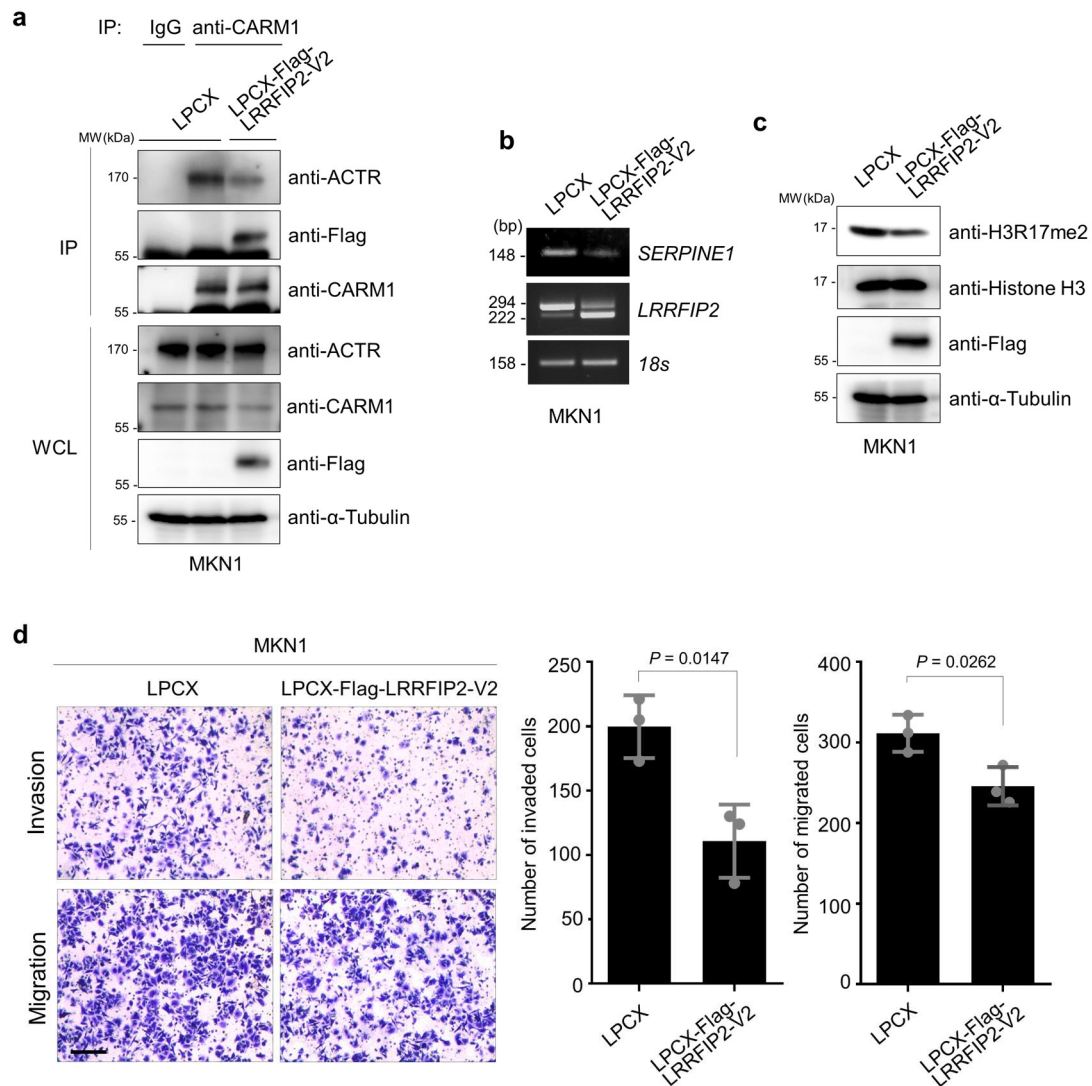 a
IP: IgG anti-CARM1
LPCX
LPCX-Flag-
LRRFIP2-V2
MW (kDa)
IP
170 - anti-ACTR
anti-Flag
55 -
anti-CARM1
55 -
WCL
170 - anti-ACTR
anti-CARM1
55 -
anti-Flag
55 -
55 - anti-α-Tubulin
MKN1
b
LPCX
LPCX-Flag-
LRRFIP2-V2
(bp)
148 - SERPINE1
294 -
222 -
LRRFIP2
158 - 18s
MKN1
c
LPCX
LPCX-Flag-
LRRFIP2-V2
MW (kDa)
17 - anti-H3R17me2
17 - anti-Histone H3
anti-Flag
55 -
55 - anti-α-Tubulin
MKN1
d
MKN1
LPCX LPCX-Flag-LRRFIP2-V2
Invasion
Migration
Number of invaded cells
250
200
150
100
50
0
P = 0.0147
LPCX
LPCX-Flag-
LRRFIP2-V2
Number of migrated cells
400
300
200
100
0
P = 0.0262
LPCX
LPCX-Flag-
LRRFIP2-V2